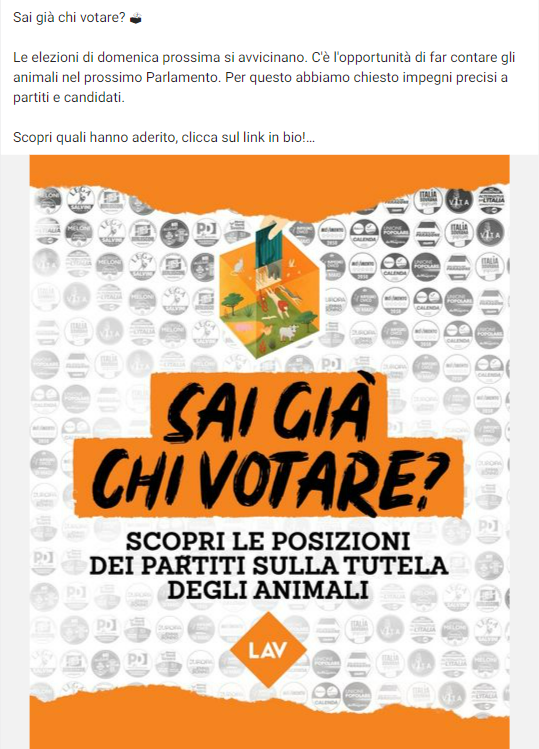 Sai già chi votare?
Le elezioni di domenica prossima si avvicinano. C'è l'opportunità di far contare gli
animali nel prossimo Parlamento. Per questo abbiamo chiesto impegni precisi a
partiti e candidati.
Scopri quali hanno aderito, clicca sul link in bio!...
SAI GIÀ
CHI VOTARE?
SCOPRI LE POSIZIONI
DEI PARTITI SULLA TUTELA
DEGLI ANIMALI
LAV